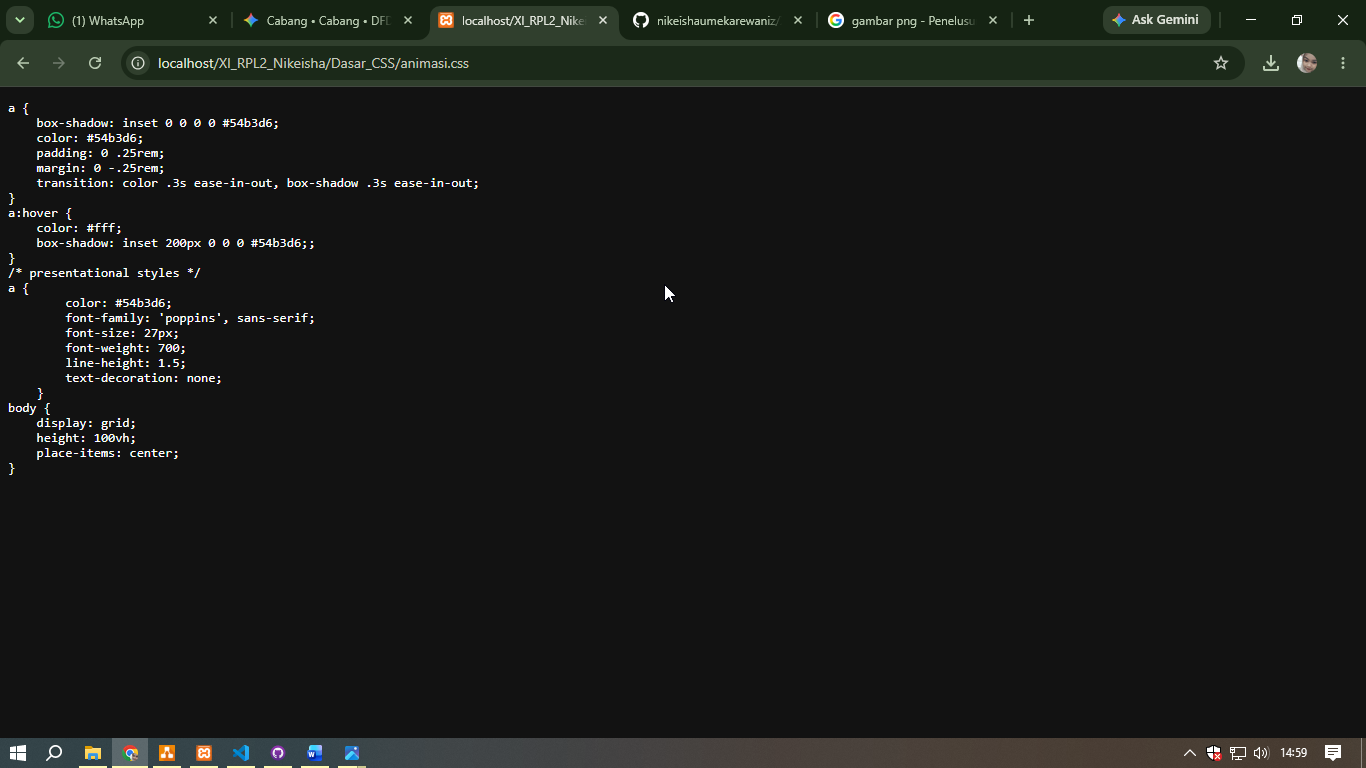 (1) WhatsApp
Cabang • Cabang • DFD
localhost/XI_RPL2_Nikei
nikeishaumekarewaniz/
gambar png - Penelusu
Ask Gemini
localhost/XI_RPL2_Nikeisha/Dasar_CSS/animasi.css
a {
    box-shadow: inset 0 0 0 0 #54b3d6;
    color: #54b3d6;
    padding: 0 .25rem;
    margin: 0 -.25rem;
    transition: color .3s ease-in-out, box-shadow .3s ease-in-out;
}
a:hover {
    color: #fff;
    box-shadow: inset 200px 0 0 0 #54b3d6;;
}
/* presentational styles */
a {
        color: #54b3d6;
        font-family: 'poppins', sans-serif;
        font-size: 27px;
        font-weight: 700;
        line-height: 1.5;
        text-decoration: none;
    }
body {
    display: grid;
    height: 100vh;
    place-items: center;
}
14:59